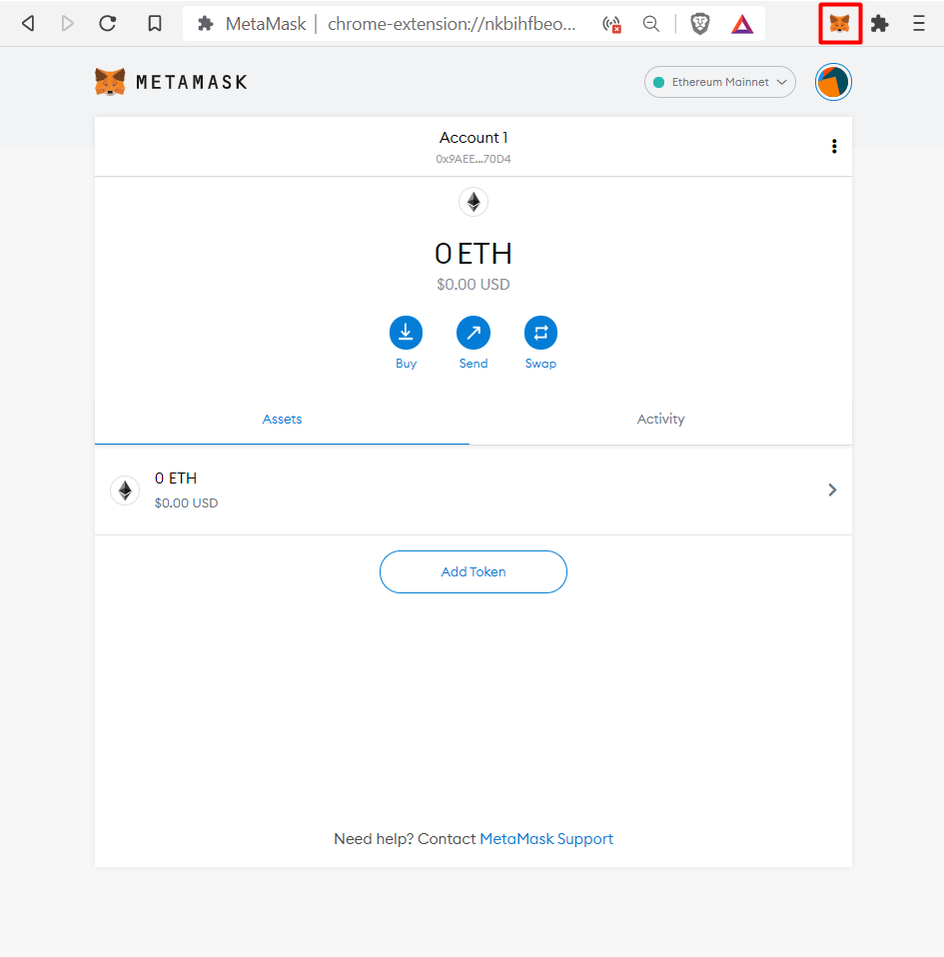 MetaMask | chrome-extension://nkbihfbeo...
METAMASK
Ethereum Mainnet
Account 1
0x9AEE...70D4
0 ETH
$0.00 USD
Buy Send Swap
Assets Activity
0 ETH
$0.00 USD
Add Token
Need help? Contact MetaMask Support